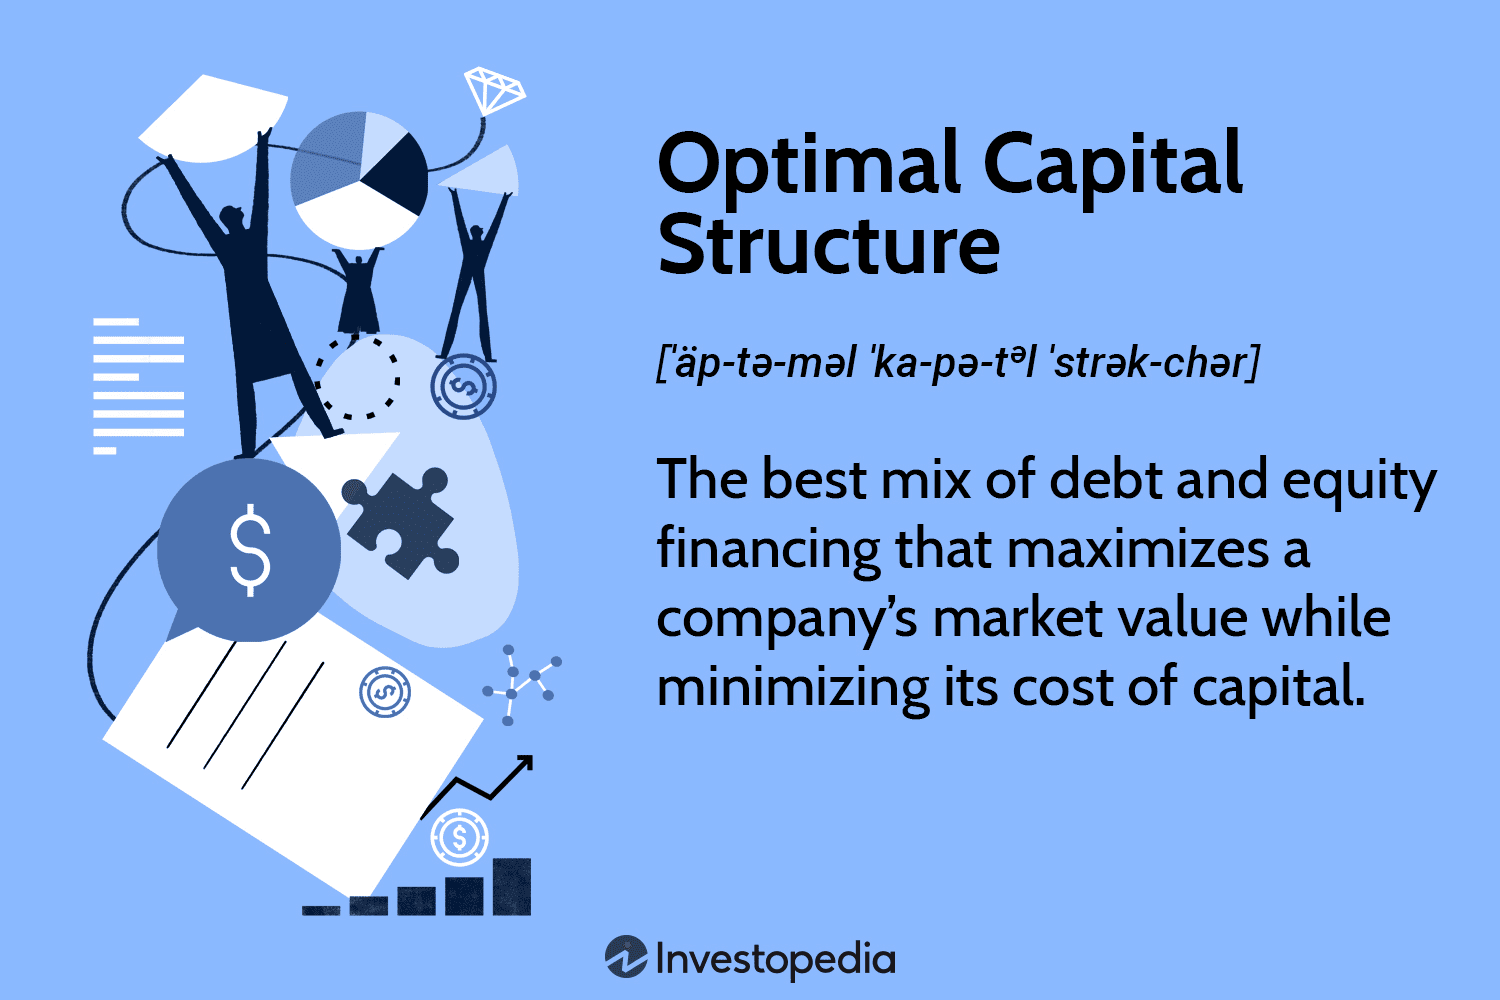 Optimal Capital
Structure
[ˈäp-tə-məl ˈka-pə-tᵊl ˈstrək-chər]
The best mix of debt and equity
financing that maximizes a
company’s market value while
minimizing its cost of capital.
$
$
$
$
Investopedia